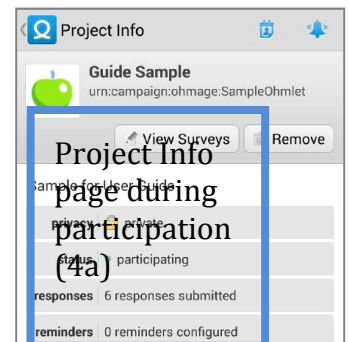 Project Info
Guide Sample
urn:campaign:ohmage:SampleOhmlet
View Surveys
Remove
Sample for User Guide
privacy private
status participating
responses 6 responses submitted
reminders 0 reminders configured
Project Info
page during
participation
(4a)